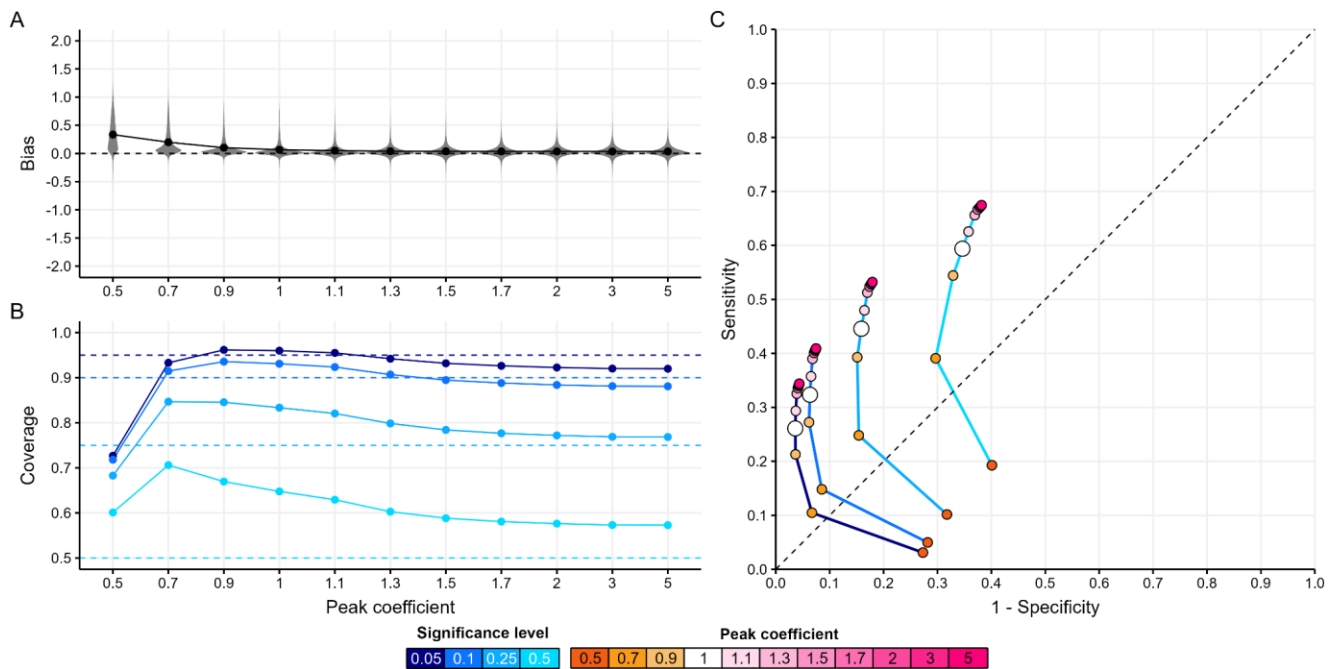 A
2.0
1.5
1.0
0.5
0.0
-0.5
-1.0
-1.5
-2.0
Bias
0.5 0.7 0.9 1 1.1 1.3 1.5 1.7 2 3 5
B
1.0
0.9
0.8
0.7
0.6
0.5
Coverage
0.5 0.7 0.9 1 1.1 1.3 1.5 1.7 2 3 5
Peak coefficient
C
1.0
0.9
0.8
0.7
0.6
0.5
0.4
0.3
0.2
0.1
0.0
Sensitivity
0.0 0.1 0.2 0.3 0.4 0.5 0.6 0.7 0.8 0.9 1.0
1 - Specificity
Significance level
0.05 0.1 0.25 0.5
Peak coefficient
0.5 0.7 0.9 1 1.1 1.3 1.5 1.7 2 3 5